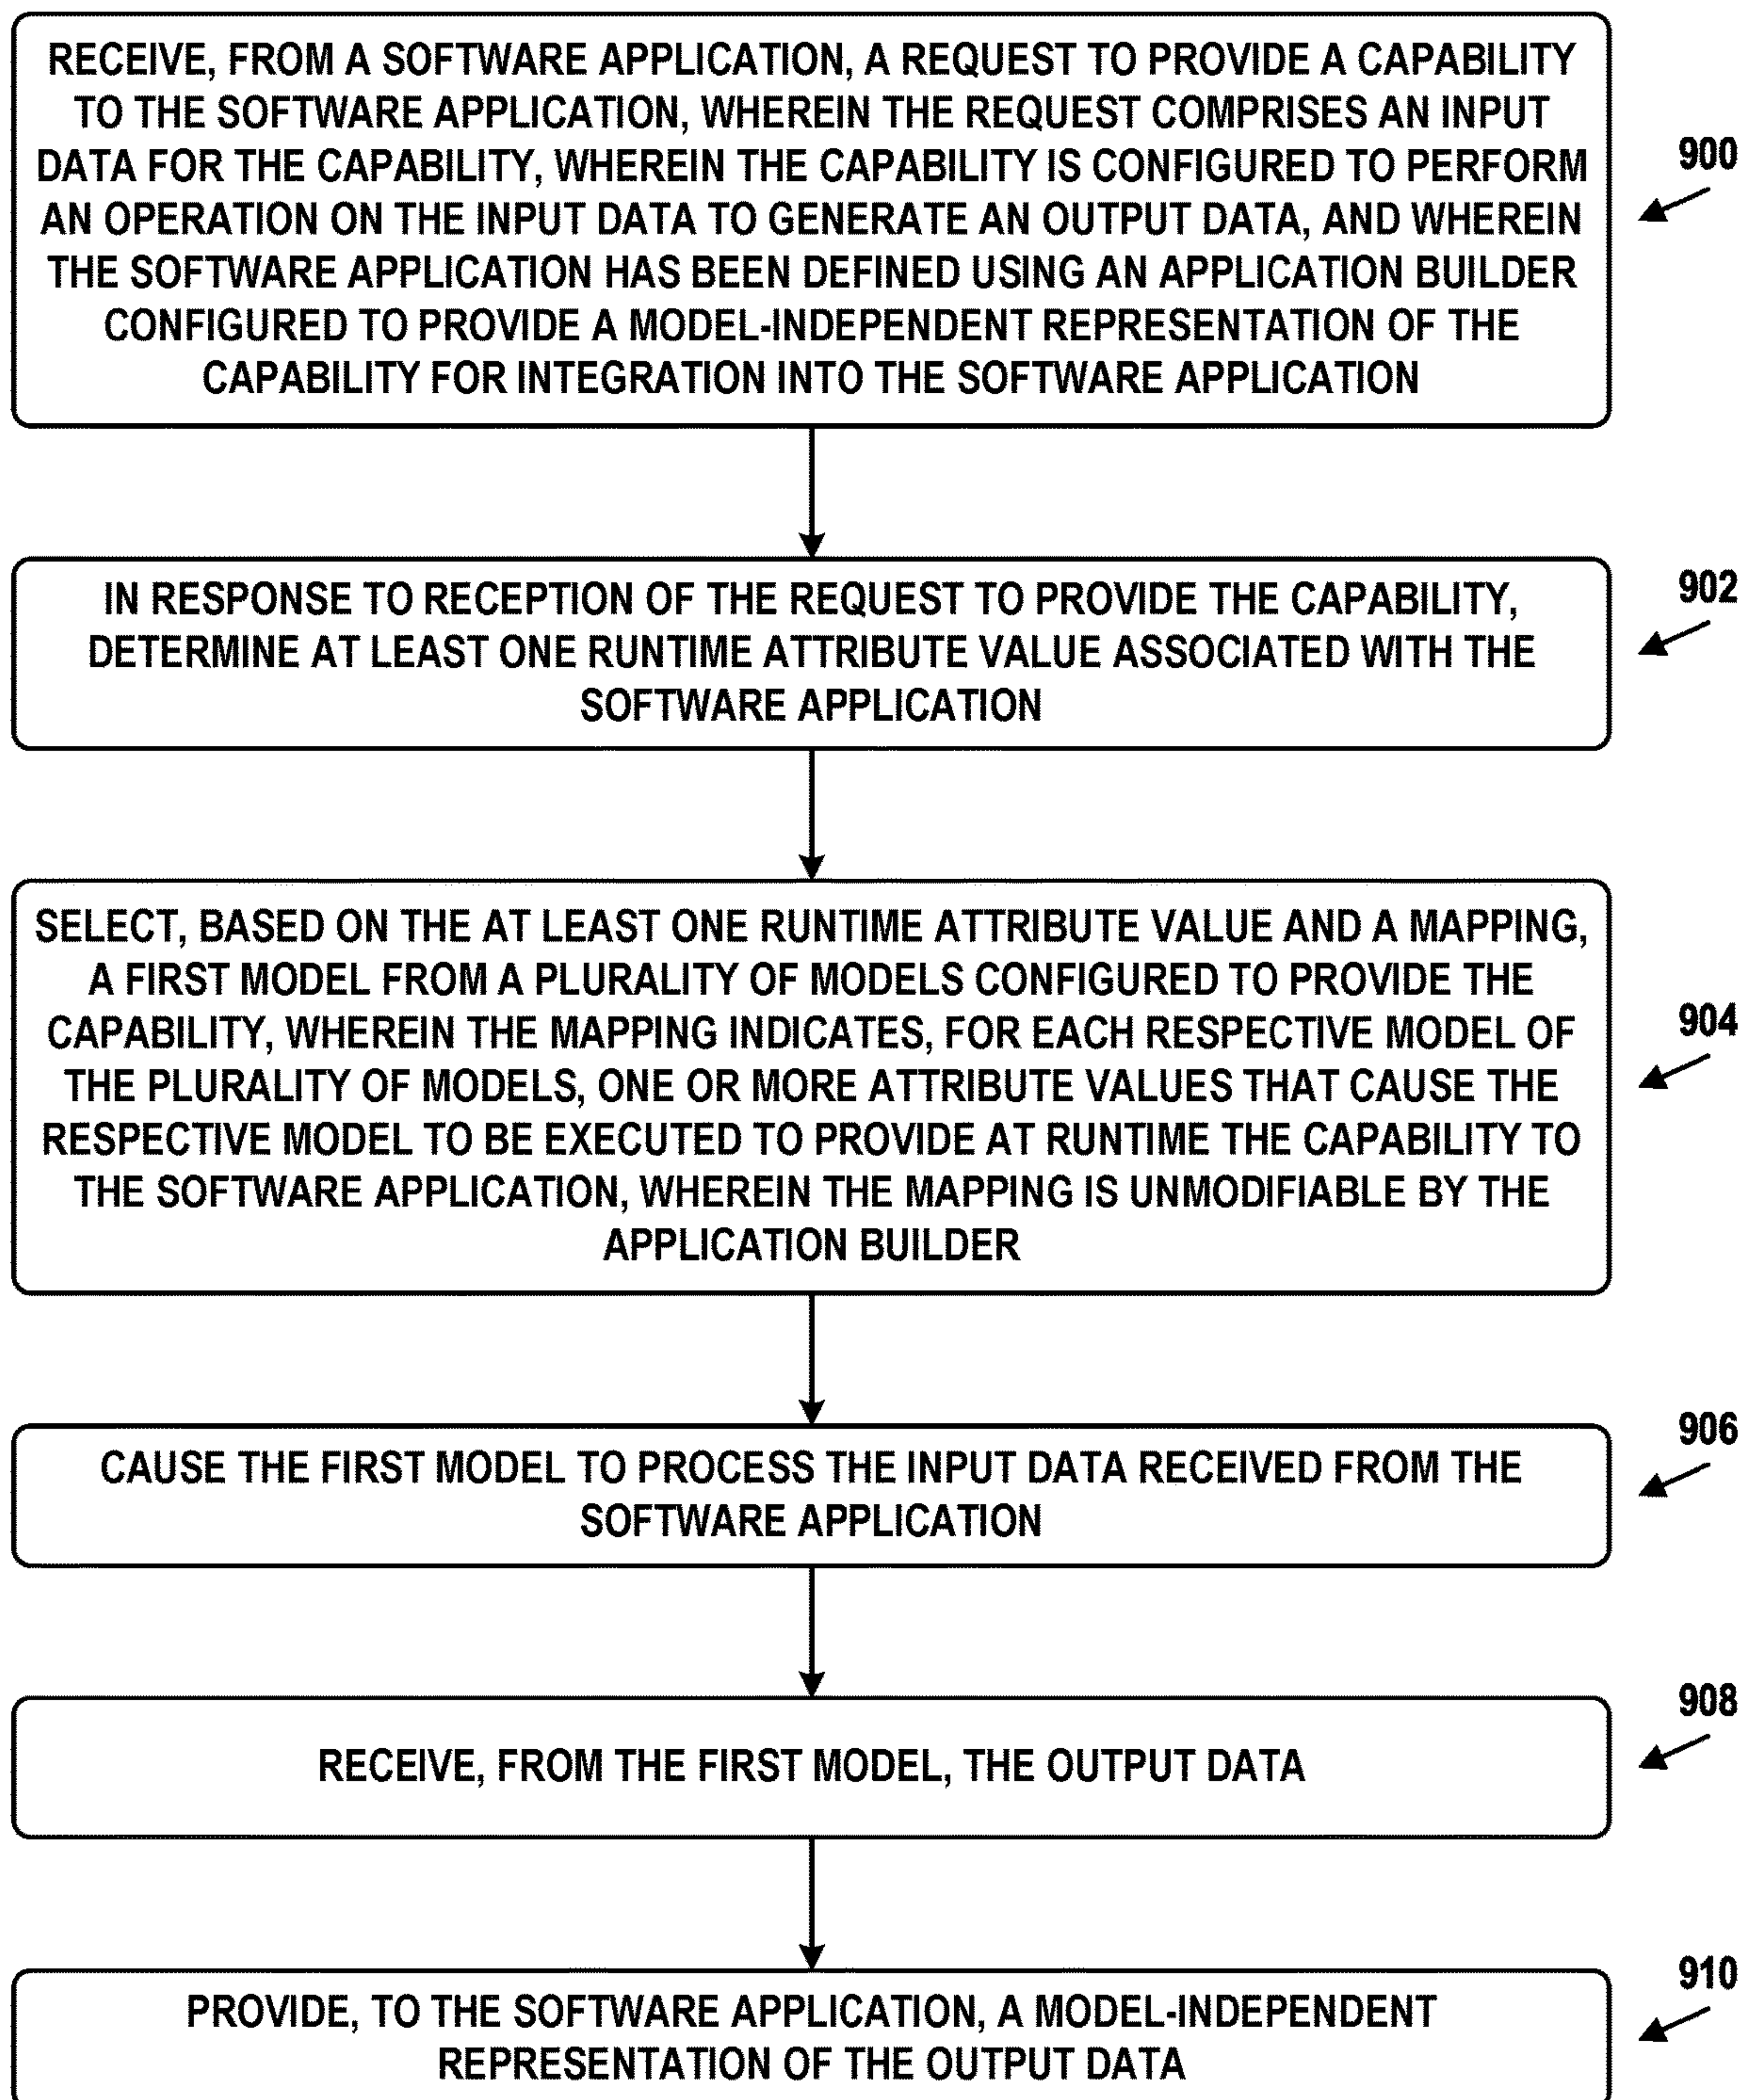 RECEIVE, FROM A SOFTWARE APPLICATION, A REQUEST TO PROVIDE A CAPABILITY
TO THE SOFTWARE APPLICATION, WHEREIN THE REQUEST COMPRISES AN INPUT
DATA FOR THE CAPABILITY, WHEREIN THE CAPABILITY IS CONFIGURED TO PERFORM
AN OPERATION ON THE INPUT DATA TO GENERATE AN OUTPUT DATA, AND WHEREIN
THE SOFTWARE APPLICATION HAS BEEN DEFINED USING AN APPLICATION BUILDER
CONFIGURED TO PROVIDE A MODEL-INDEPENDENT REPRESENTATION OF THE
CAPABILITY FOR INTEGRATION INTO THE SOFTWARE APPLICATION
900
IN RESPONSE TO RECEPTION OF THE REQUEST TO PROVIDE THE CAPABILITY,
DETERMINE AT LEAST ONE RUNTIME ATTRIBUTE VALUE ASSOCIATED WITH THE
SOFTWARE APPLICATION
902
SELECT, BASED ON THE AT LEAST ONE RUNTIME ATTRIBUTE VALUE AND A MAPPING,
A FIRST MODEL FROM A PLURALITY OF MODELS CONFIGURED TO PROVIDE THE
CAPABILITY, WHEREIN THE MAPPING INDICATES, FOR EACH RESPECTIVE MODEL OF
THE PLURALITY OF MODELS, ONE OR MORE ATTRIBUTE VALUES THAT CAUSE THE
RESPECTIVE MODEL TO BE EXECUTED TO PROVIDE AT RUNTIME THE CAPABILITY TO
THE SOFTWARE APPLICATION, WHEREIN THE MAPPING IS UNMODIFIABLE BY THE
APPLICATION BUILDER
904
CAUSE THE FIRST MODEL TO PROCESS THE INPUT DATA RECEIVED FROM THE
SOFTWARE APPLICATION
906
RECEIVE, FROM THE FIRST MODEL, THE OUTPUT DATA
908
PROVIDE, TO THE SOFTWARE APPLICATION, A MODEL-INDEPENDENT
REPRESENTATION OF THE OUTPUT DATA
910